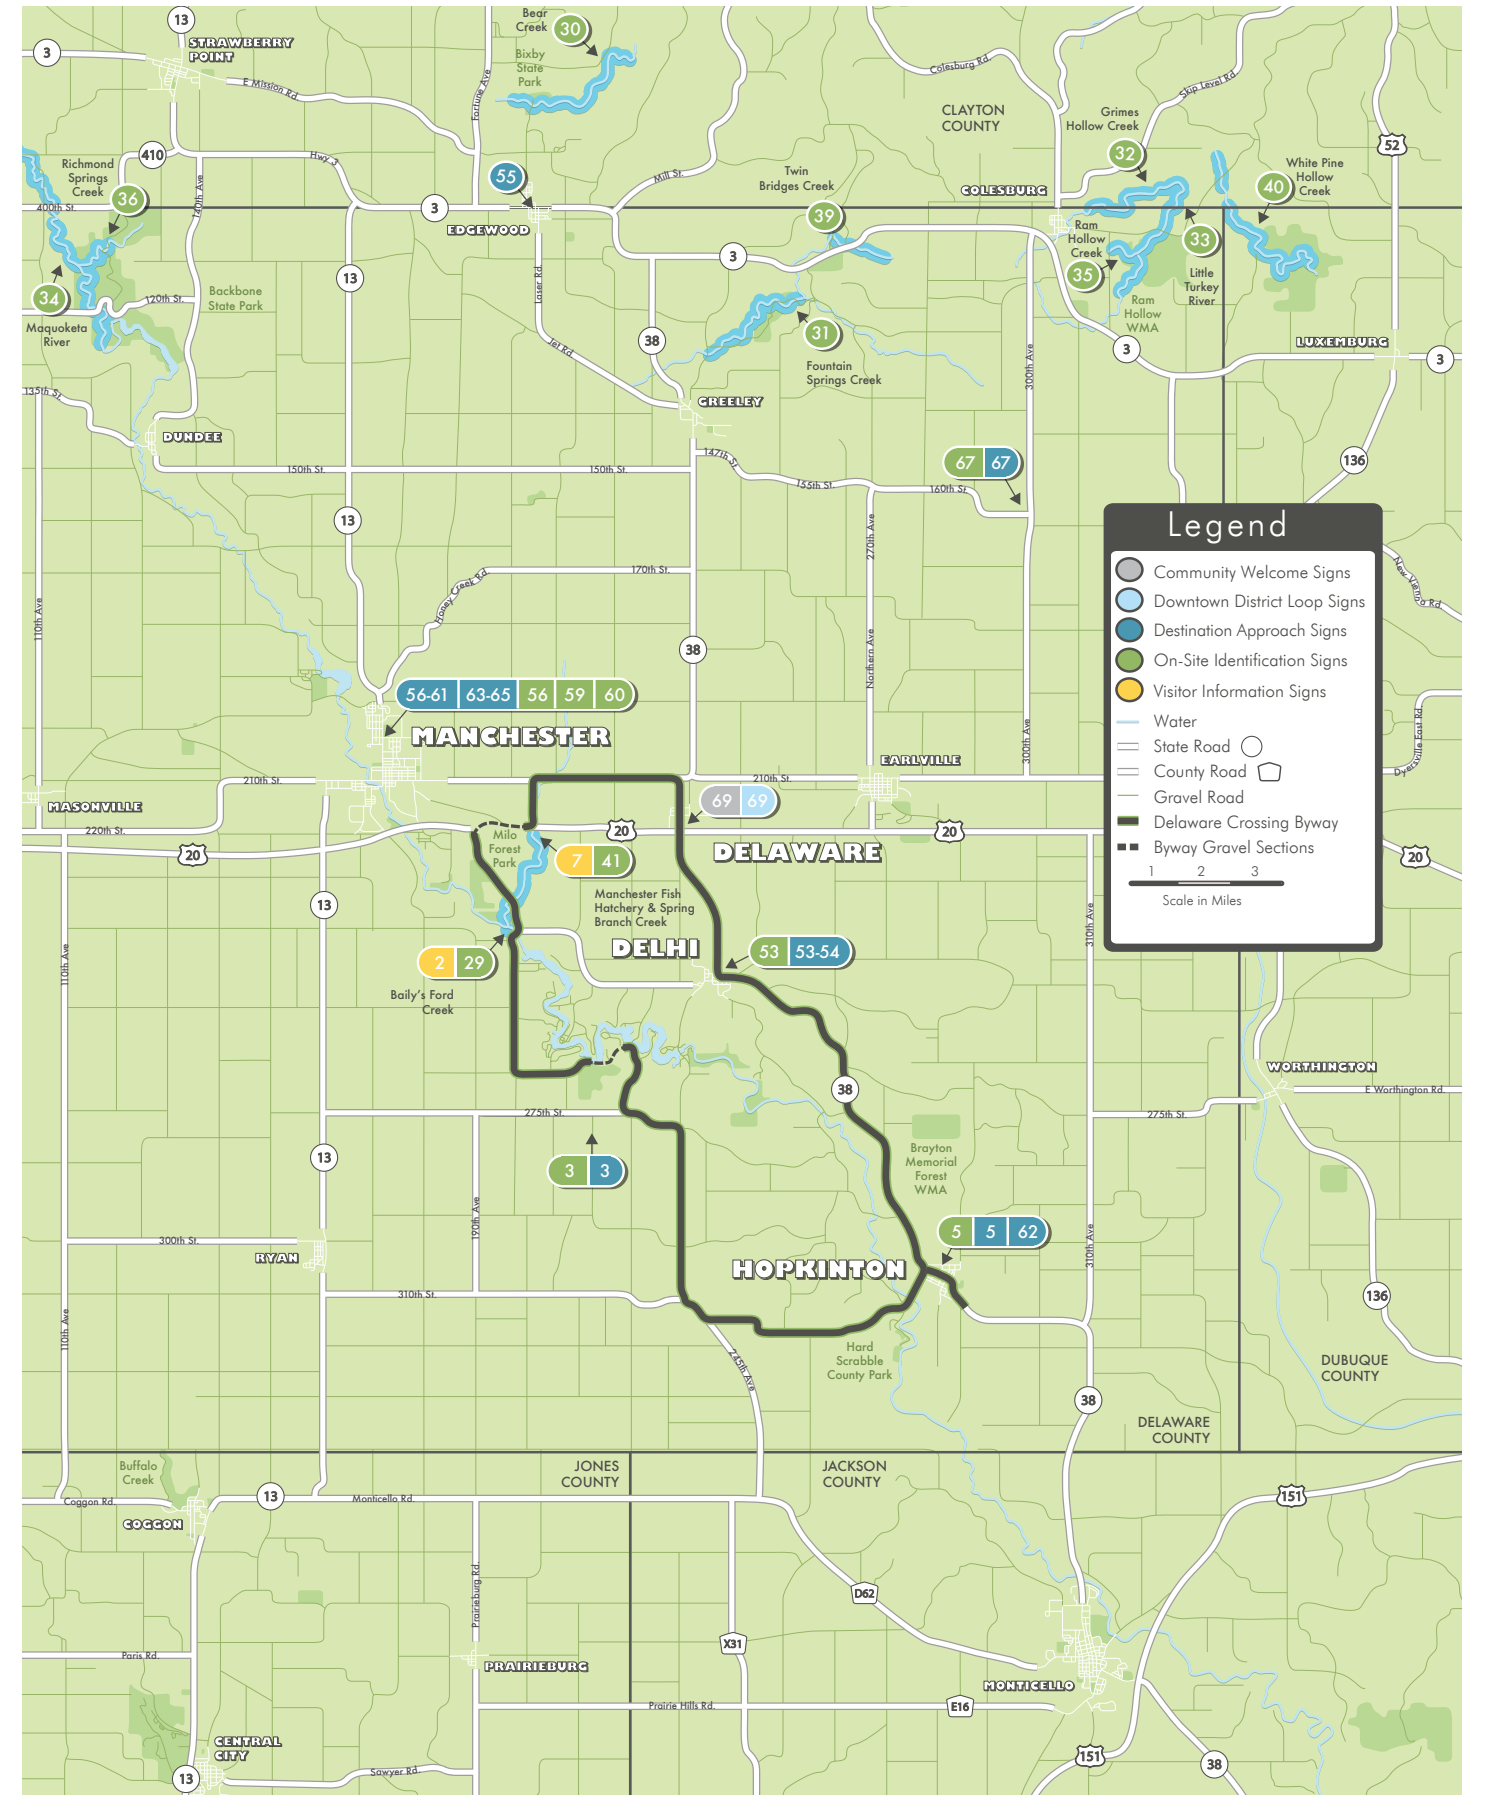 Bear
Creek
30
13
3
STRAWBERRY
POINT
Bixby
State
Park
E Mission Rd.
Fortune Ave
Colesburg Rd.
Skip Level Rd.
CLAYTON
COUNTY
Grimes
Hollow Creek
32
52
410
Hwy 3
Richmond
Springs
Creek
36
140th Ave
400th St.
55
3
EDGEWOOD
Mill St.
Twin
Bridges Creek
39
COLESBURG
White Pine
Hollow
Creek
40
Ram
Hollow
Creek
35
33
Little
Turkey
River
Ram
Hollow
WMA
3
13
34
Maquoketa
River
120th St.
Backbone
State Park
Laser Rd.
Jet Rd.
38
31
Fountain
Springs Creek
300th Ave
3
LUXEMBURG
3
135th St.
DUNDEE
GREELEY
150th St.
150th St.
147th St.
155th St.
160th St.
67
67
136
13
270th Ave
Legend
Community Welcome Signs
Downtown District Loop Signs
Destination Approach Signs
On-Site Identification Signs
Visitor Information Signs
Water
State Road
County Road
Gravel Road
Delaware Crossing Byway
Byway Gravel Sections
1 2 3
Scale in Miles
New Vienna Rd
Dyersville East Rd
170th St.
Honey Creek Rd.
110th Ave
38
Northern Ave
300th Ave
56-61
63-65
56
59
60
MANCHESTER
210th St.
210th St.
EARLVILLE
MASONVILLE
220th St.
69
69
20
20
20
20
DELAWARE
Milo
Forest
Park
7
41
Manchester Fish
Hatchery & Spring
Branch Creek
13
DELHI
53
53-54
310th Ave
110th Ave
2
29
Baily's Ford
Creek
38
WORTHINGTON
E Worthington Rd.
275th St.
275th St.
13
3
3
Brayton
Memorial
Forest
WMA
190th Ave
5
5
62
300th St.
RYAN
HOPKINTON
310th Ave
310th St.
136
110th Ave
245th Ave
Hard
Scrabble
County Park
DUBUQUE
COUNTY
38
DELAWARE
COUNTY
Buffalo
Creek
JONES
COUNTY
JACKSON
COUNTY
Coggon Rd.
13
Monticello Rd.
151
COGGON
Prairieburg Rd.
D62
X31
Paris Rd.
PRAIRIEBURG
MONTICELLO
Prairie Hills Rd.
E16
CENTRAL
CITY
13
Sawyer Rd.
151
38